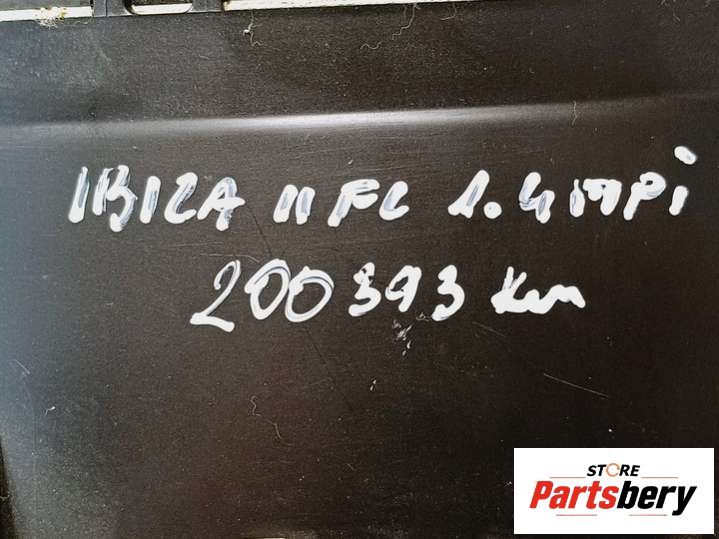 IBIZA II FL 1.4 MPi
200393 Km
STORE
Partsbery